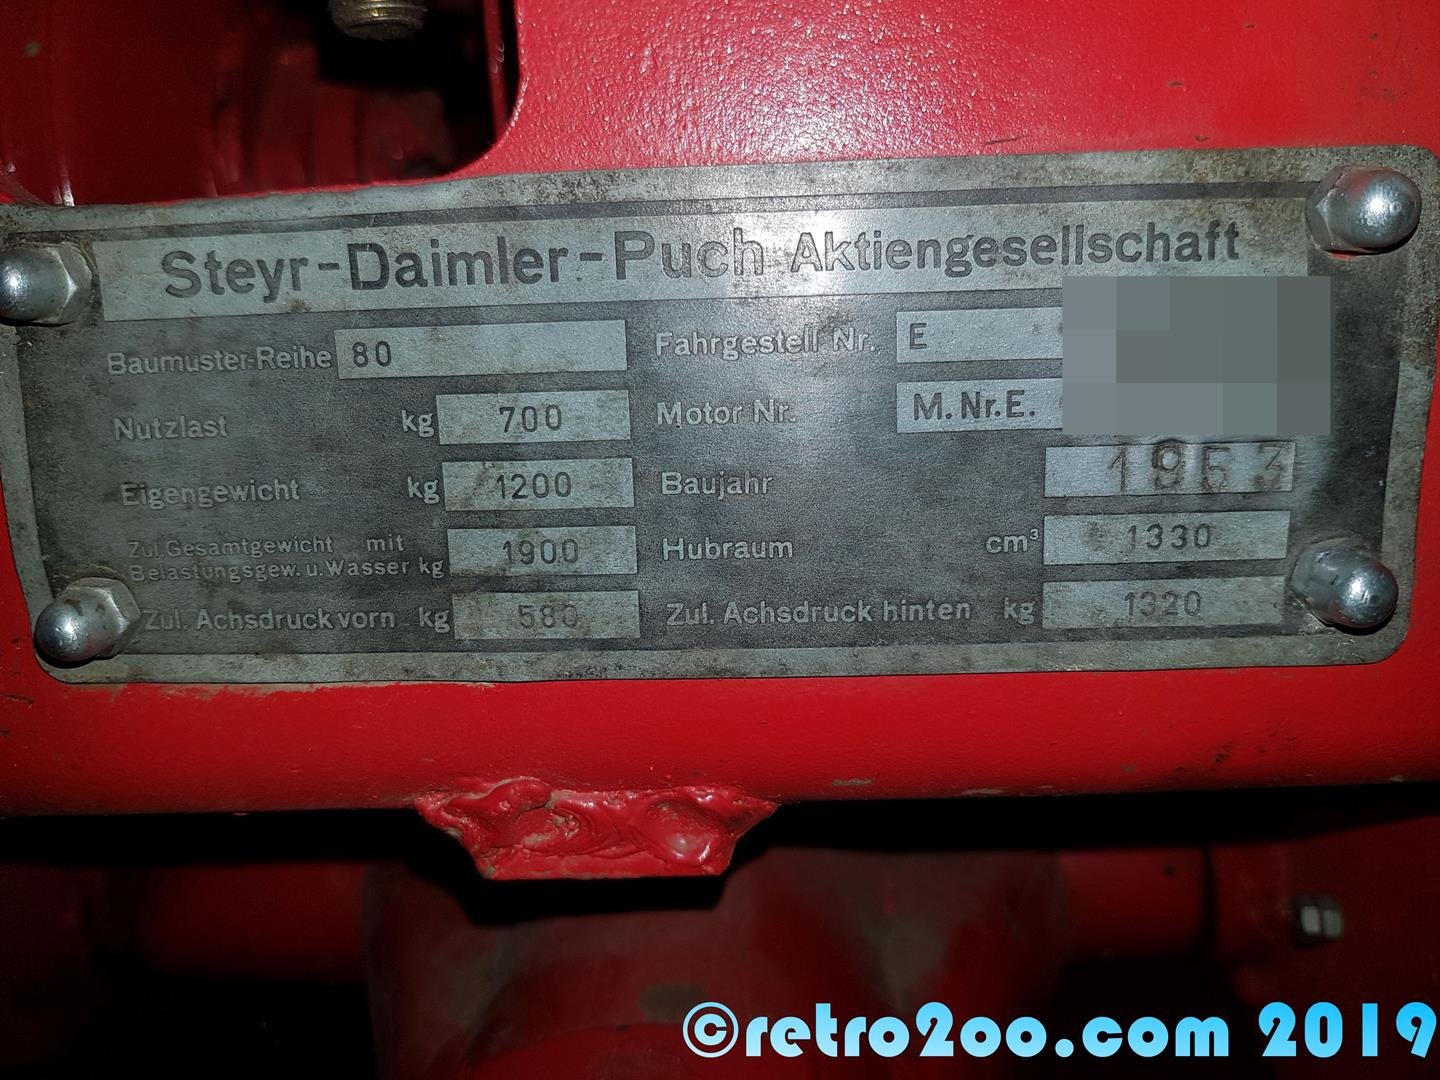 Steyr-Daimler-Puch Aktiengesellschaft
Baumuster-Reihe 80 Fahrgestell Nr. E
Nutzlast kg 700 Motor Nr. M.Nr.E.
Eigengewicht kg 1200 Baujahr 1953
Zul. Gesamtgewicht mit
Belastungsgew. u. Wasser kg 1900 Hubraum cm³ 1330
Zul. Achsdruck vorn kg 580 Zul. Achsdruck hinten kg 1320
©retro2oo.com 2019